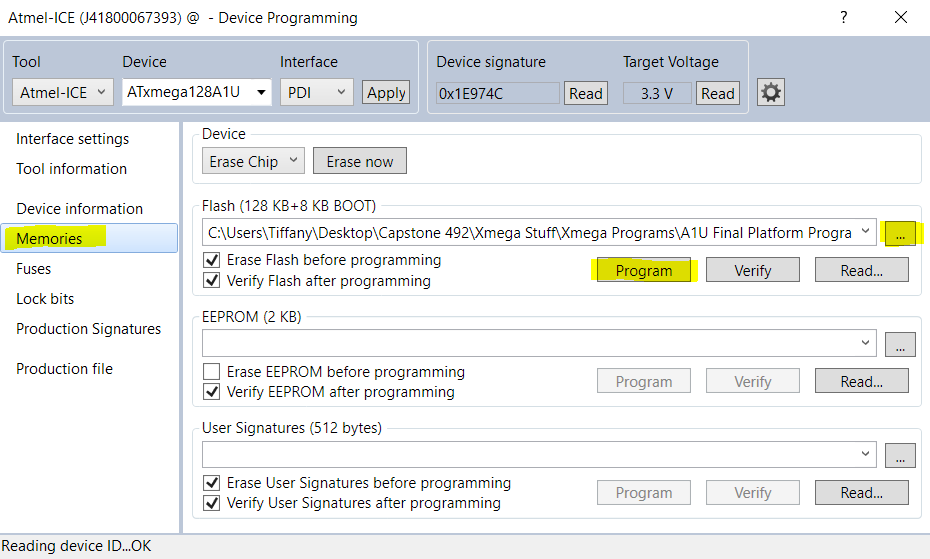 Atmel-ICE (J41800067393) @  - Device Programming
?
Tool Device Interface Device signature Target Voltage
Atmel-ICE ATxmega128A1U PDI Apply 0x1E974C Read 3.3 V Read
Interface settings
Tool information
Device information
Memories
Fuses
Lock bits
Production Signatures
Production file
Device
Erase Chip Erase now
Flash (128 KB+8 KB BOOT)
C:\Users\Tiffany\Desktop\Capstone 492\Xmega Stuff\Xmega Programs\A1U Final Platform Progra ...
Erase Flash before programming
Verify Flash after programming
Program Verify Read...
EEPROM (2 KB)
...
Erase EEPROM before programming
Verify EEPROM after programming
Program Verify Read...
User Signatures (512 bytes)
...
Erase User Signatures before programming
Verify User Signatures after programming
Program Verify Read...
Reading device ID...OK